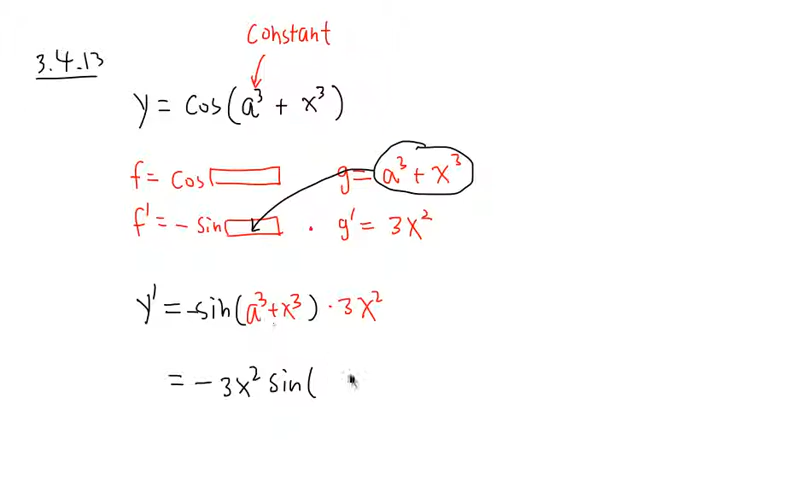 Constant
3.4.13
y = cos(a³ + x³)
f = cos g = a³ + x³
f' = - sin · g' = 3x²
y' = -sin(a³+x³) · 3x²
= - 3x² sin(